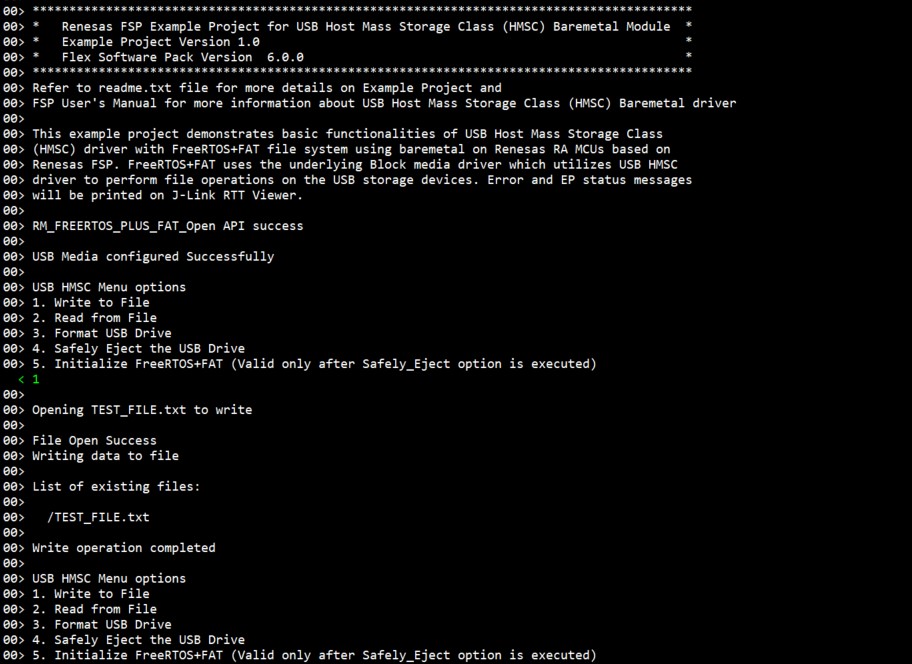 00> ******************************************************************************************
00> *   Renesas FSP Example Project for USB Host Mass Storage Class (HMSC) Baremetal Module  *
00> *   Example Project Version 1.0                                                          *
00> *   Flex Software Pack Version  6.0.0                                                    *
00> ******************************************************************************************
00> Refer to readme.txt file for more details on Example Project and
00> FSP User's Manual for more information about USB Host Mass Storage Class (HMSC) Baremetal driver
00>
00> This example project demonstrates basic functionalities of USB Host Mass Storage Class
00> (HMSC) driver with FreeRTOS+FAT file system using baremetal on Renesas RA MCUs based on
00> Renesas FSP. FreeRTOS+FAT uses the underlying Block media driver which utilizes USB HMSC
00> driver to perform file operations on the USB storage devices. Error and EP status messages
00> will be printed on J-Link RTT Viewer.
00>
00> RM_FREERTOS_PLUS_FAT_Open API success
00>
00> USB Media configured Successfully
00>
00> USB HMSC Menu options
00> 1. Write to File
00> 2. Read from File
00> 3. Format USB Drive
00> 4. Safely Eject the USB Drive
00> 5. Initialize FreeRTOS+FAT (Valid only after Safely_Eject option is executed)
  < 1
00>
00> Opening TEST_FILE.txt to write
00>
00> File Open Success
00> Writing data to file
00>
00> List of existing files:
00>
00>   /TEST_FILE.txt
00>
00> Write operation completed
00>
00> USB HMSC Menu options
00> 1. Write to File
00> 2. Read from File
00> 3. Format USB Drive
00> 4. Safely Eject the USB Drive
00> 5. Initialize FreeRTOS+FAT (Valid only after Safely_Eject option is executed)